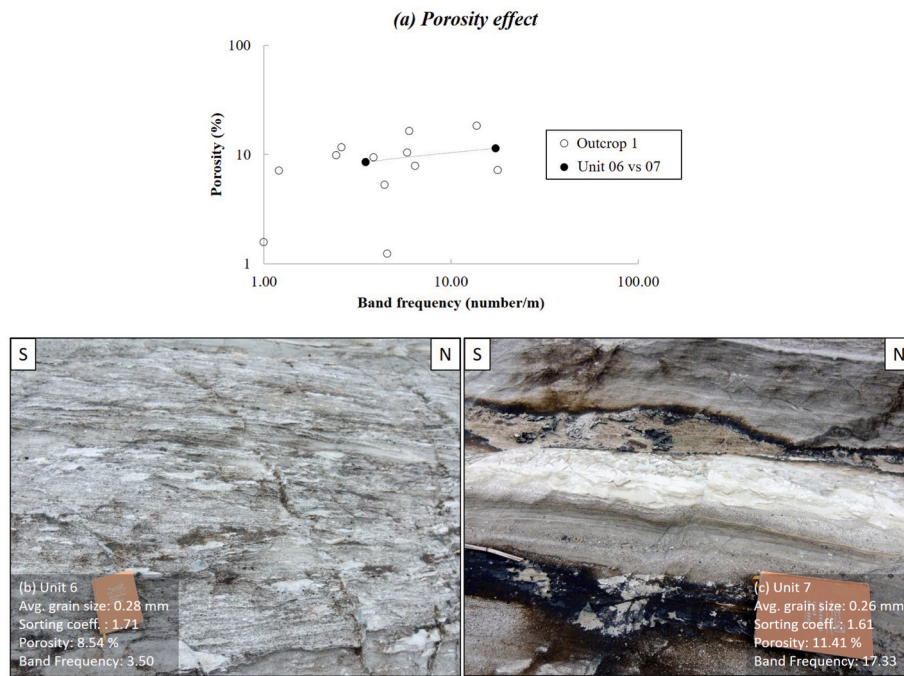 (a) Porosity effect
100
10
1
Porosity (%)
1.00
10.00
100.00
Band frequency (number/m)
Outcrop 1
Unit 06 vs 07
S
N
(b) Unit 6
Avg. grain size: 0.28 mm
Sorting coeff. : 1.71
Porosity: 8.54 %
Band Frequency: 3.50
S
N
(c) Unit 7
Avg. grain size: 0.26 mm
Sorting coeff. : 1.61
Porosity: 11.41 %
Band Frequency: 17.33